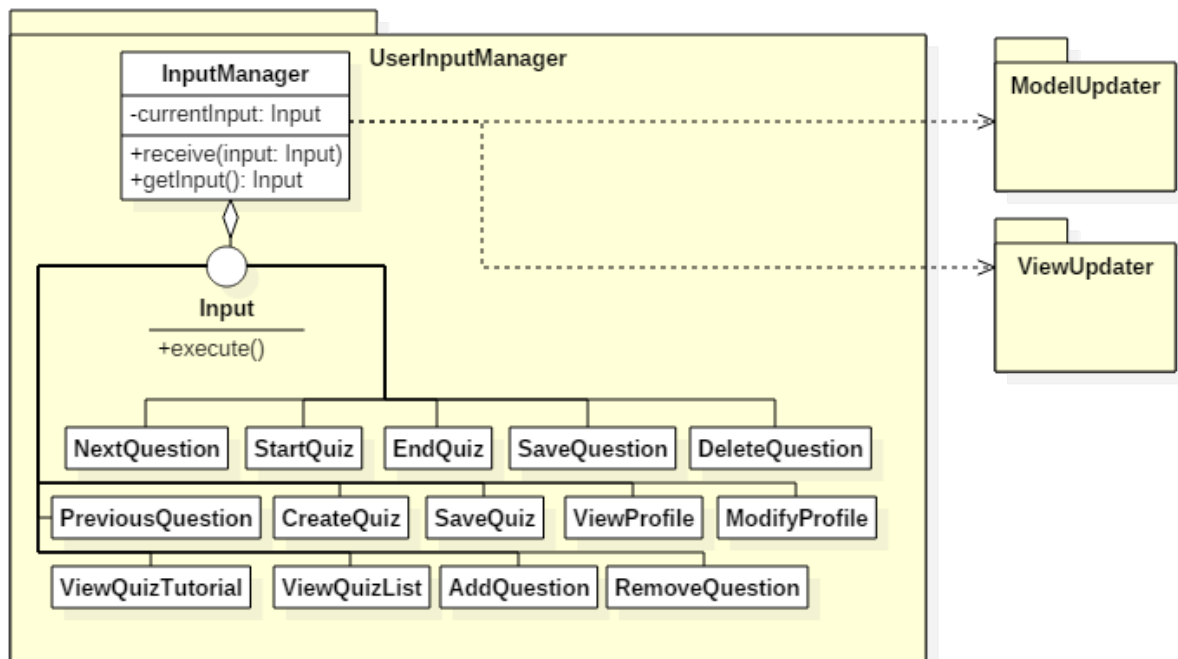 UserInputManager
InputManager
-currentInput: Input
+receive(input: Input)
+getInput(): Input
ModelUpdater
ViewUpdater
Input
+execute()
NextQuestion
StartQuiz
EndQuiz
SaveQuestion
DeleteQuestion
PreviousQuestion
CreateQuiz
SaveQuiz
ViewProfile
ModifyProfile
ViewQuizTutorial
ViewQuizList
AddQuestion
RemoveQuestion